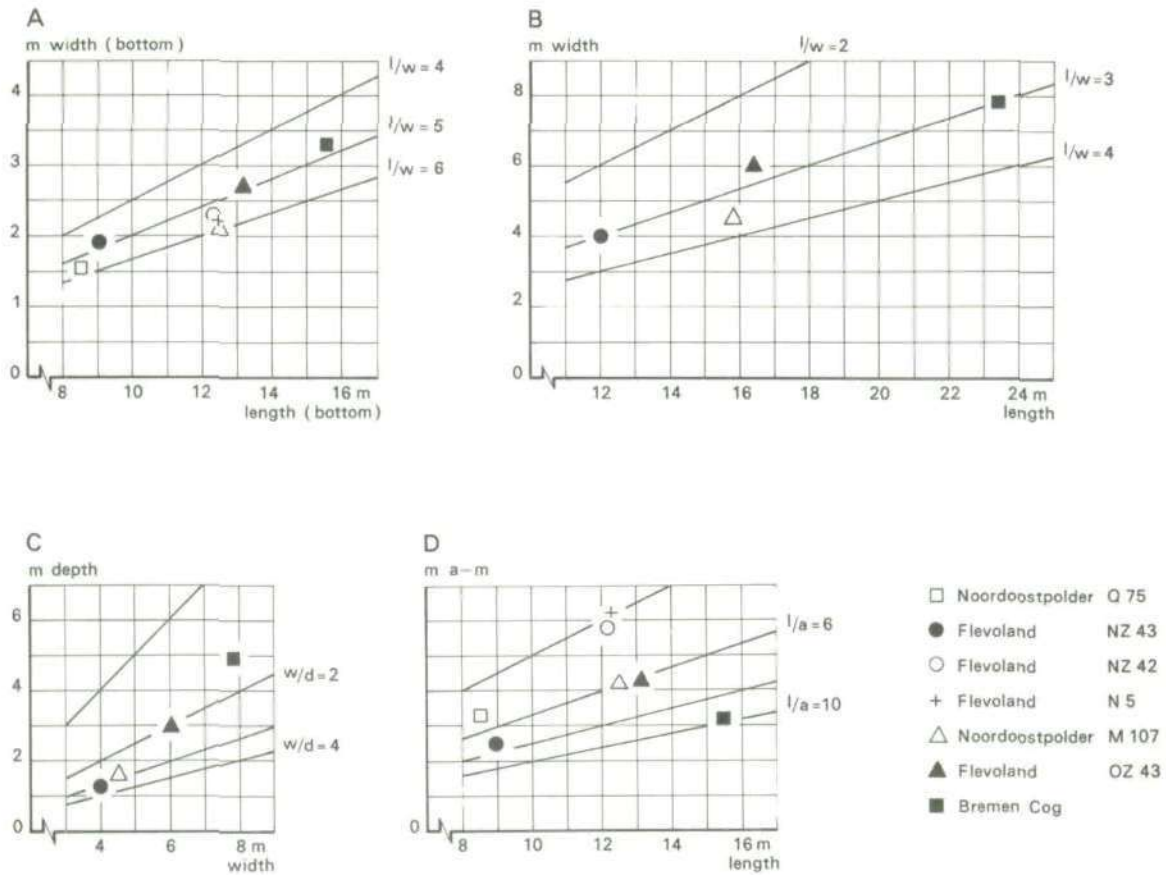 A
m width (bottom)
4
3
2
1
0
8 10 12 14 16 m
length (bottom)
l/w = 4
l/w = 5
l/w = 6
B
m width
8
6
4
2
0
12 14 16 18 20 22 24 m
length
l/w = 2
l/w = 3
l/w = 4
C
m depth
6
4
2
0
4 6 8 m
width
w/d = 2
w/d = 4
D
m a–m
8 10 12 14 16 m
length
l/a = 6
l/a = 10
Noordoostpolder Q 75
Flevoland NZ 43
Flevoland NZ 42
Flevoland N 5
Noordoostpolder M 107
Flevoland OZ 43
Bremen Cog